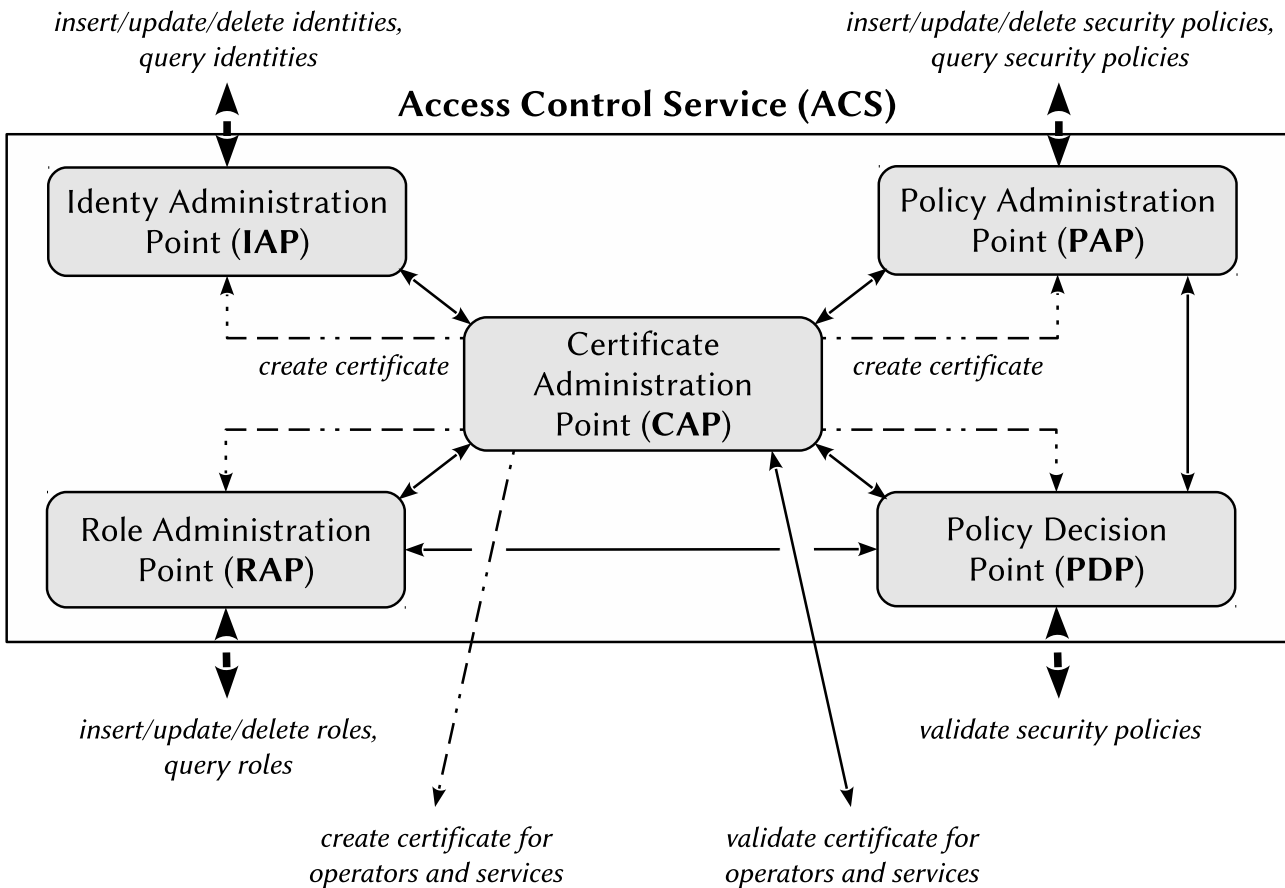 insert/update/delete identities,
query identities
insert/update/delete security policies,
query security policies
Access Control Service (ACS)
Identy Administration
Point (IAP)
Policy Administration
Point (PAP)
Certificate
Administration
Point (CAP)
create certificate
create certificate
Role Administration
Point (RAP)
Policy Decision
Point (PDP)
insert/update/delete roles,
query roles
validate security policies
create certificate for
operators and services
validate certificate for
operators and services